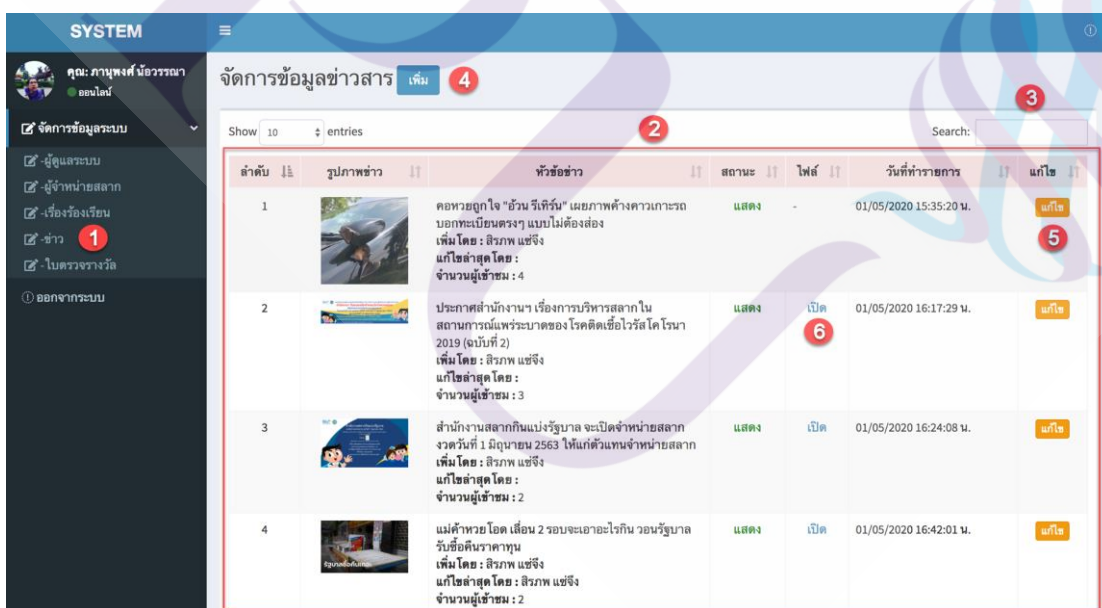 SYSTEM
คุณ: ภานุพงศ์ น้อวรรณา
ออนไลน์
จัดการข้อมูลระบบ
-ผู้ดูแลระบบ
-ผู้จำหน่ายสลาก
-เรื่องร้องเรียน
-ข่าว 1
-ใบตรวจรางวัล
ออกจากระบบ
จัดการข้อมูลข่าวสาร เพิ่ม 4
3
Show 10 entries 2 Search:
ลำดับ รูปภาพข่าว หัวข้อข่าว สถานะ ไฟล์ วันที่ทำรายการ แก้ไข
1 คอหวยถูกใจ "อ้วน รีเทิร์น" เผยภาพค้างคาวเกาะรถ แสดง - 01/05/2020 15:35:20 น. แก้ไข
บอกทะเบียนตรงๆ แบบไม่ต้องส่อง
5
เพิ่มโดย : สิรภพ แซ่จึง
แก้ไขล่าสุดโดย :
จำนวนผู้เข้าชม : 4
2 ประกาศสำนักงานฯ เรื่องการบริหารสลากใน แสดง เปิด 01/05/2020 16:17:29 น. แก้ไข
สถานการณ์แพร่ระบาดของโรคติดเชื้อไวรัสโคโรนา
6
2019 (ฉบับที่ 2)
เพิ่มโดย : สิรภพ แซ่จึง
แก้ไขล่าสุดโดย :
จำนวนผู้เข้าชม : 3
3 สำนักงานสลากกินแบ่งรัฐบาล จะเปิดจำหน่ายสลาก แสดง เปิด 01/05/2020 16:24:08 น. แก้ไข
งวดวันที่ 1 มิถุนายน 2563 ให้แก่ตัวแทนจำหน่ายสลาก
เพิ่มโดย : สิรภพ แซ่จึง
แก้ไขล่าสุดโดย :
จำนวนผู้เข้าชม : 2
4 แม่ค้าหวยโอด เลื่อน 2 รอบจะเอาอะไรกิน วอนรัฐบาล แสดง เปิด 01/05/2020 16:42:01 น. แก้ไข
รับซื้อคืนราคาทุน
เพิ่มโดย : สิรภพ แซ่จึง
แก้ไขล่าสุดโดย : สิรภพ แซ่จึง
จำนวนผู้เข้าชม : 2